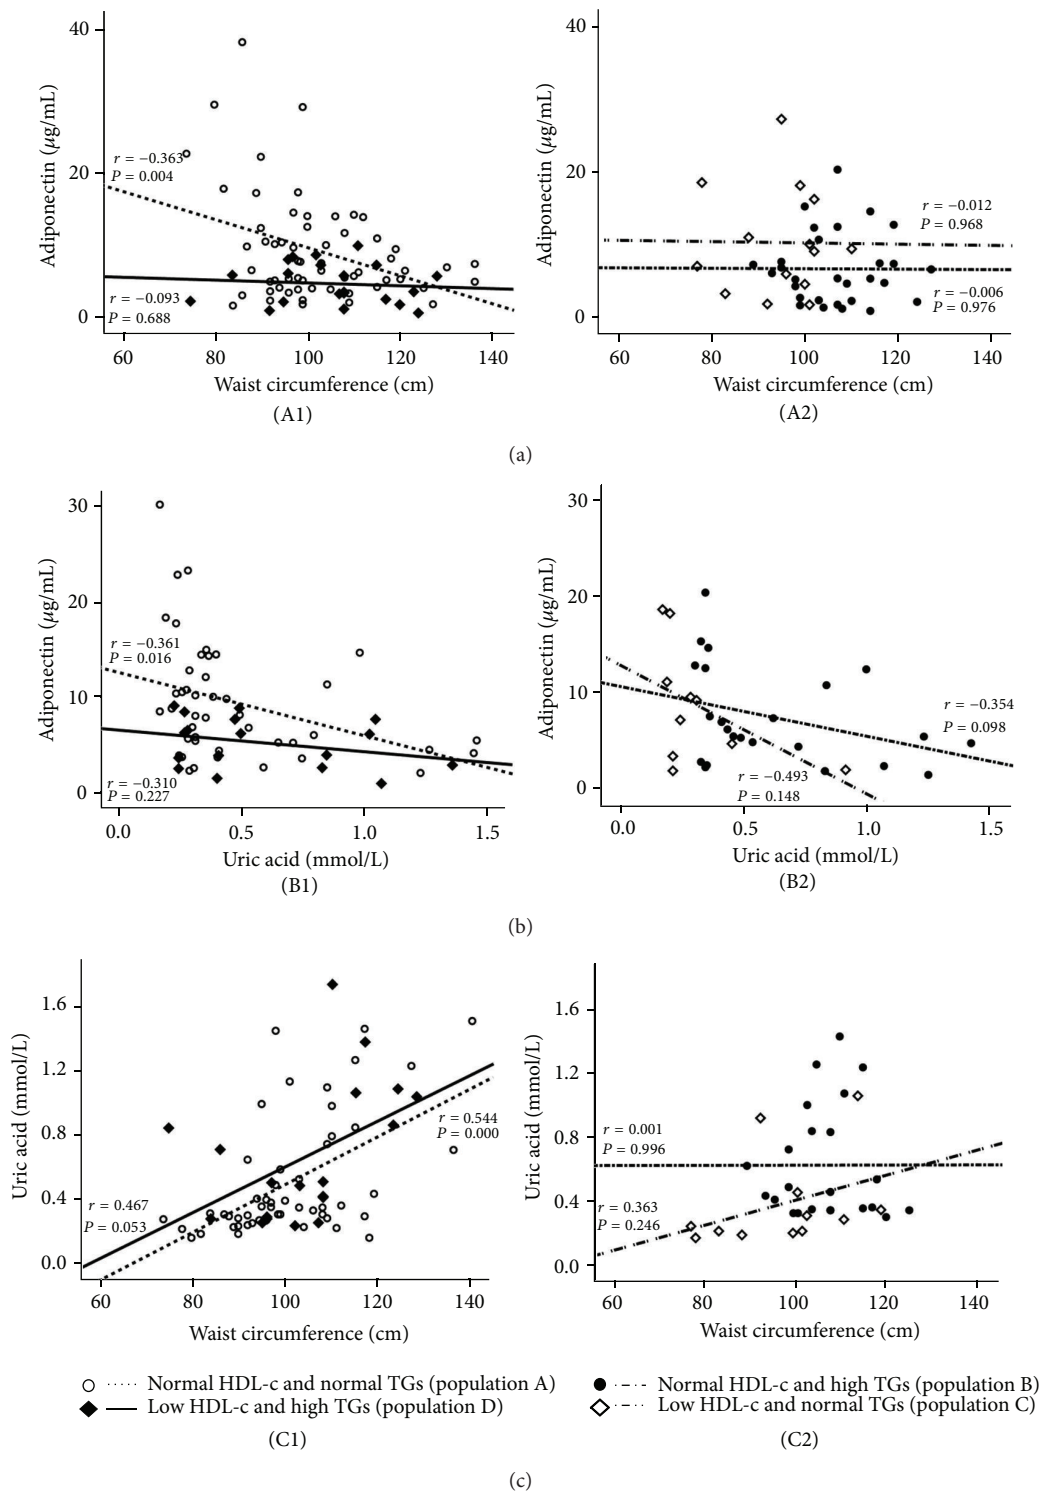 40
20
0
Adiponectin (μg/mL)
r = −0.363
P = 0.004
r = −0.093
P = 0.688
60 80 100 120 140
Waist circumference (cm)
(A1)
40
20
0
Adiponectin (μg/mL)
r = −0.012
P = 0.968
r = −0.006
P = 0.976
60 80 100 120 140
Waist circumference (cm)
(A2)
(a)
30
20
10
0
Adiponectin (μg/mL)
r = −0.361
P = 0.016
r = −0.310
P = 0.227
0.0 0.5 1.0 1.5
Uric acid (mmol/L)
(B1)
30
20
10
0
Adiponectin (μg/mL)
r = −0.354
P = 0.098
r = −0.493
P = 0.148
0.0 0.5 1.0 1.5
Uric acid (mmol/L)
(B2)
(b)
1.6
1.2
0.8
0.4
0.0
Uric acid (mmol/L)
r = 0.544
P = 0.000
r = 0.467
P = 0.053
60 80 100 120 140
Waist circumference (cm)
1.6
1.2
0.8
0.4
0.0
Uric acid (mmol/L)
r = 0.001
P = 0.996
r = 0.363
P = 0.246
60 80 100 120 140
Waist circumference (cm)
Normal HDL-c and normal TGs (population A)
Low HDL-c and high TGs (population D)
(C1)
Normal HDL-c and high TGs (population B)
Low HDL-c and normal TGs (population C)
(C2)
(c)